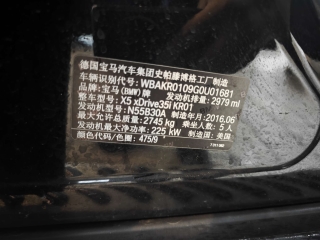 德国宝马汽车集团史帕滕博格工厂制造
车辆识别代号: WBAKR0109G0U01681
品牌: 宝马(BMW)牌 发动机排量: 2979 ml
整车型号: X5 xDrive35i KR01
发动机型号: N55B30A 制造年月: 2016.06
最大允许总质量: 2745 kg 乘坐人数: 5人
发动机最大净功率: 225 kW 制造国: 美国
颜色代码/色圈: 475/9